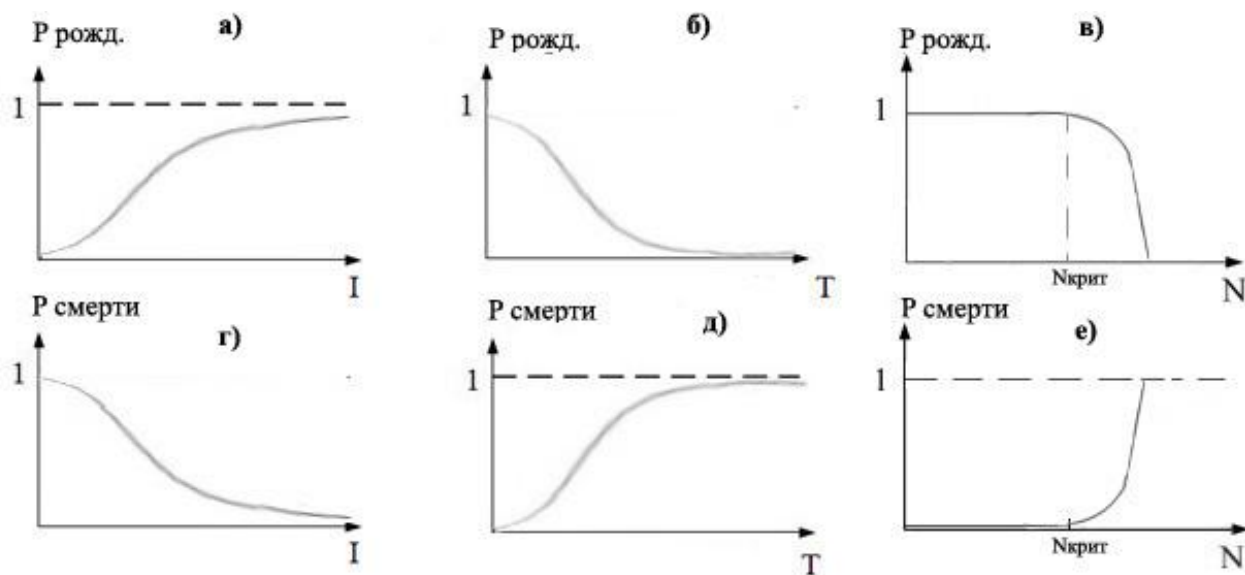 P рожд.
а)
1
I
P рожд.
б)
1
T
P рожд.
в)
1
Nкрит
N
P смерти
г)
1
I
P смерти
д)
1
T
P смерти
е)
1
Nкрит
N